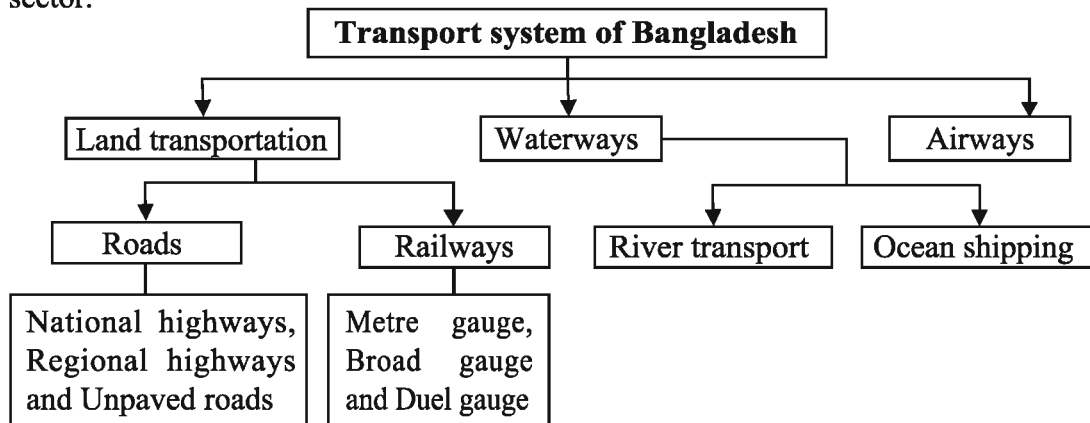 sector.
Transport system of Bangladesh
Land transportation
Waterways
Airways
Roads
Railways
River transport
Ocean shipping
National highways,
Regional highways
and Unpaved roads
Metre gauge,
Broad gauge
and Duel gauge